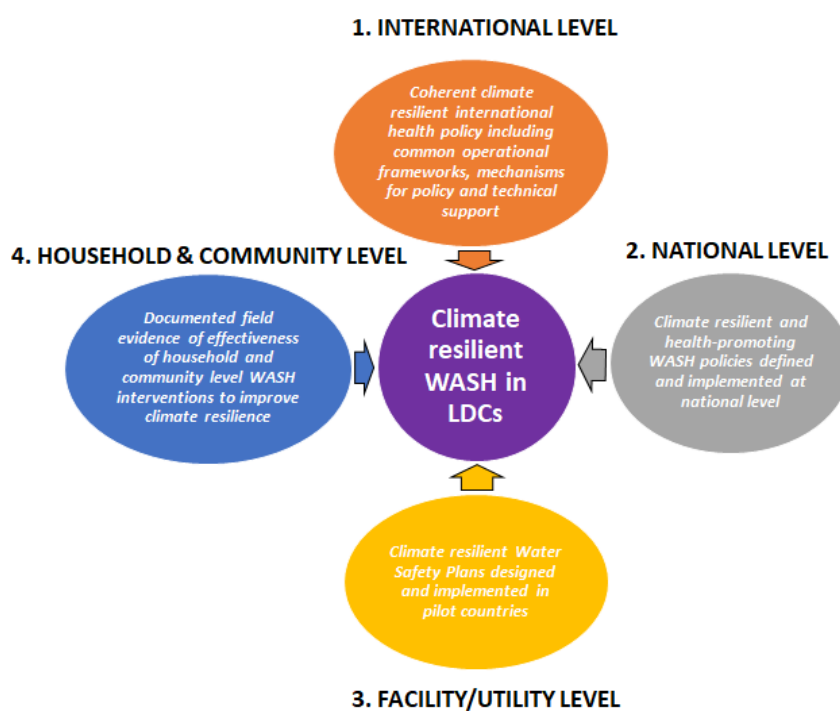 1. INTERNATIONAL LEVEL
Coherent climate
resilient international
health policy including
common operational
frameworks, mechanisms
for policy and technical
support
2. NATIONAL LEVEL
Climate resilient and
health-promoting
WASH policies defined
and implemented at
national level
4. HOUSEHOLD & COMMUNITY LEVEL
Documented field
evidence of effectiveness
of household and
community level WASH
interventions to improve
climate resilience
Climate
resilient
WASH in
LDCs
Climate resilient Water
Safety Plans designed
and implemented in
pilot countries
3. FACILITY/UTILITY LEVEL